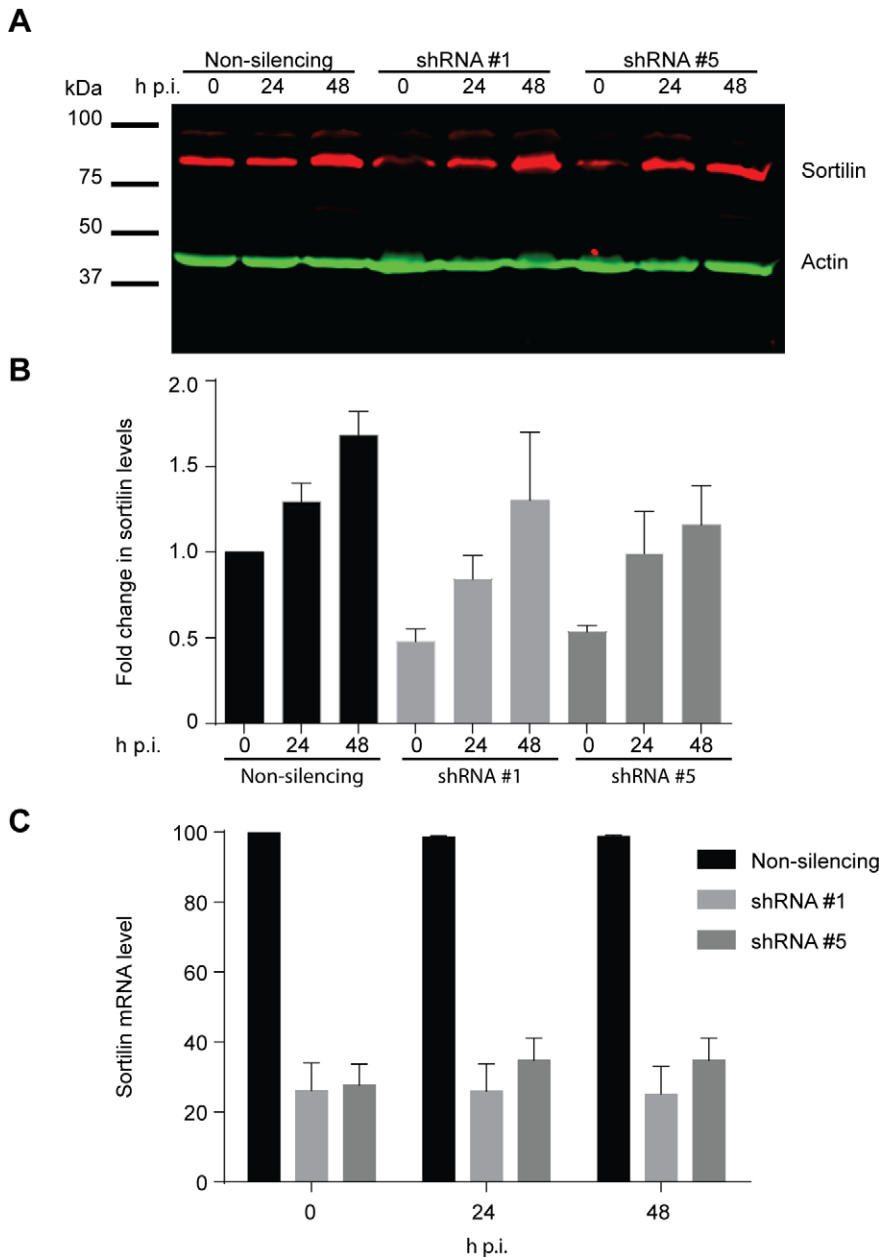 A
Non-silencing shRNA #1 shRNA #5
kDa h p.i. 0 24 48 0 24 48 0 24 48
100
75
50
37
Sortilin
Actin
B
Fold change in sortilin levels
2.0
1.5
1.0
0.5
0
h p.i. 0 24 48 0 24 48 0 24 48
Non-silencing shRNA #1 shRNA #5
C
Sortilin mRNA level
100
80
60
40
20
0
0 24 48
h p.i.
Non-silencing
shRNA #1
shRNA #5